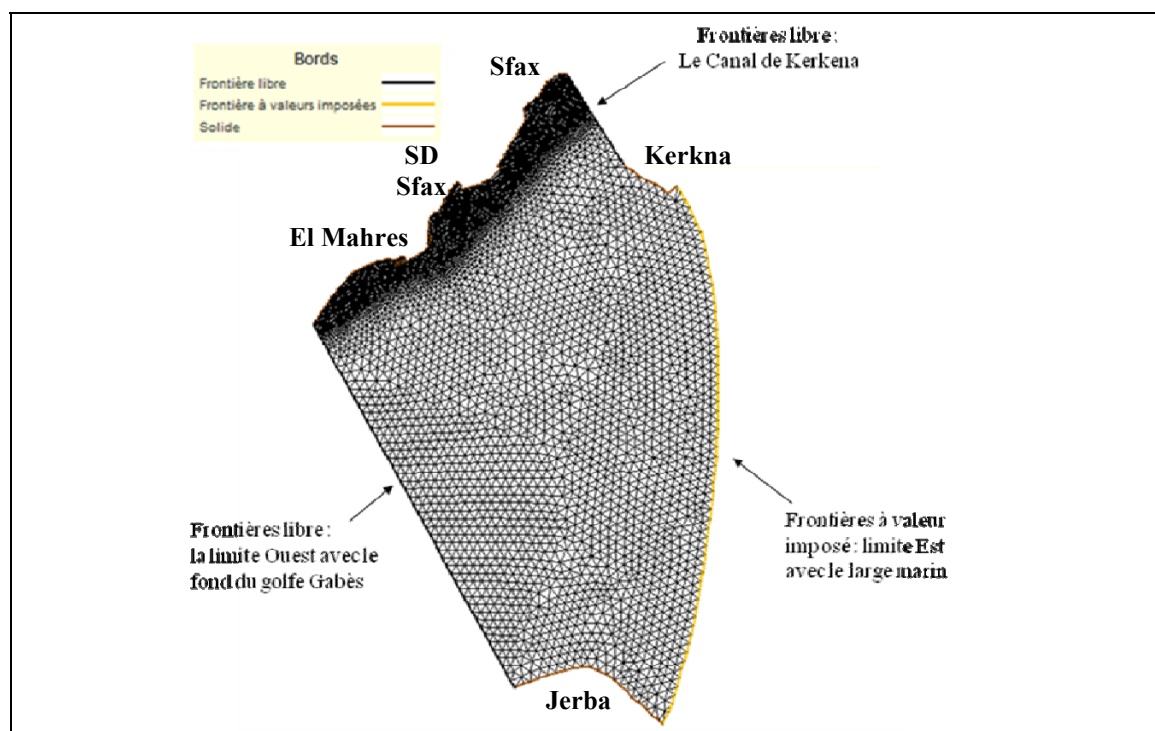 Frontières libre :
Le Canal de Kerkena
Bords
Frontière libre
Frontière à valeurs imposées
Solide
Sfax
SD
Sfax
Kerkna
El Mahres
Frontières libre :
la limite Ouest avec le
fond du golfe Gabès
Frontières à valeur
imposé : limite Est
avec le large marin
Jerba